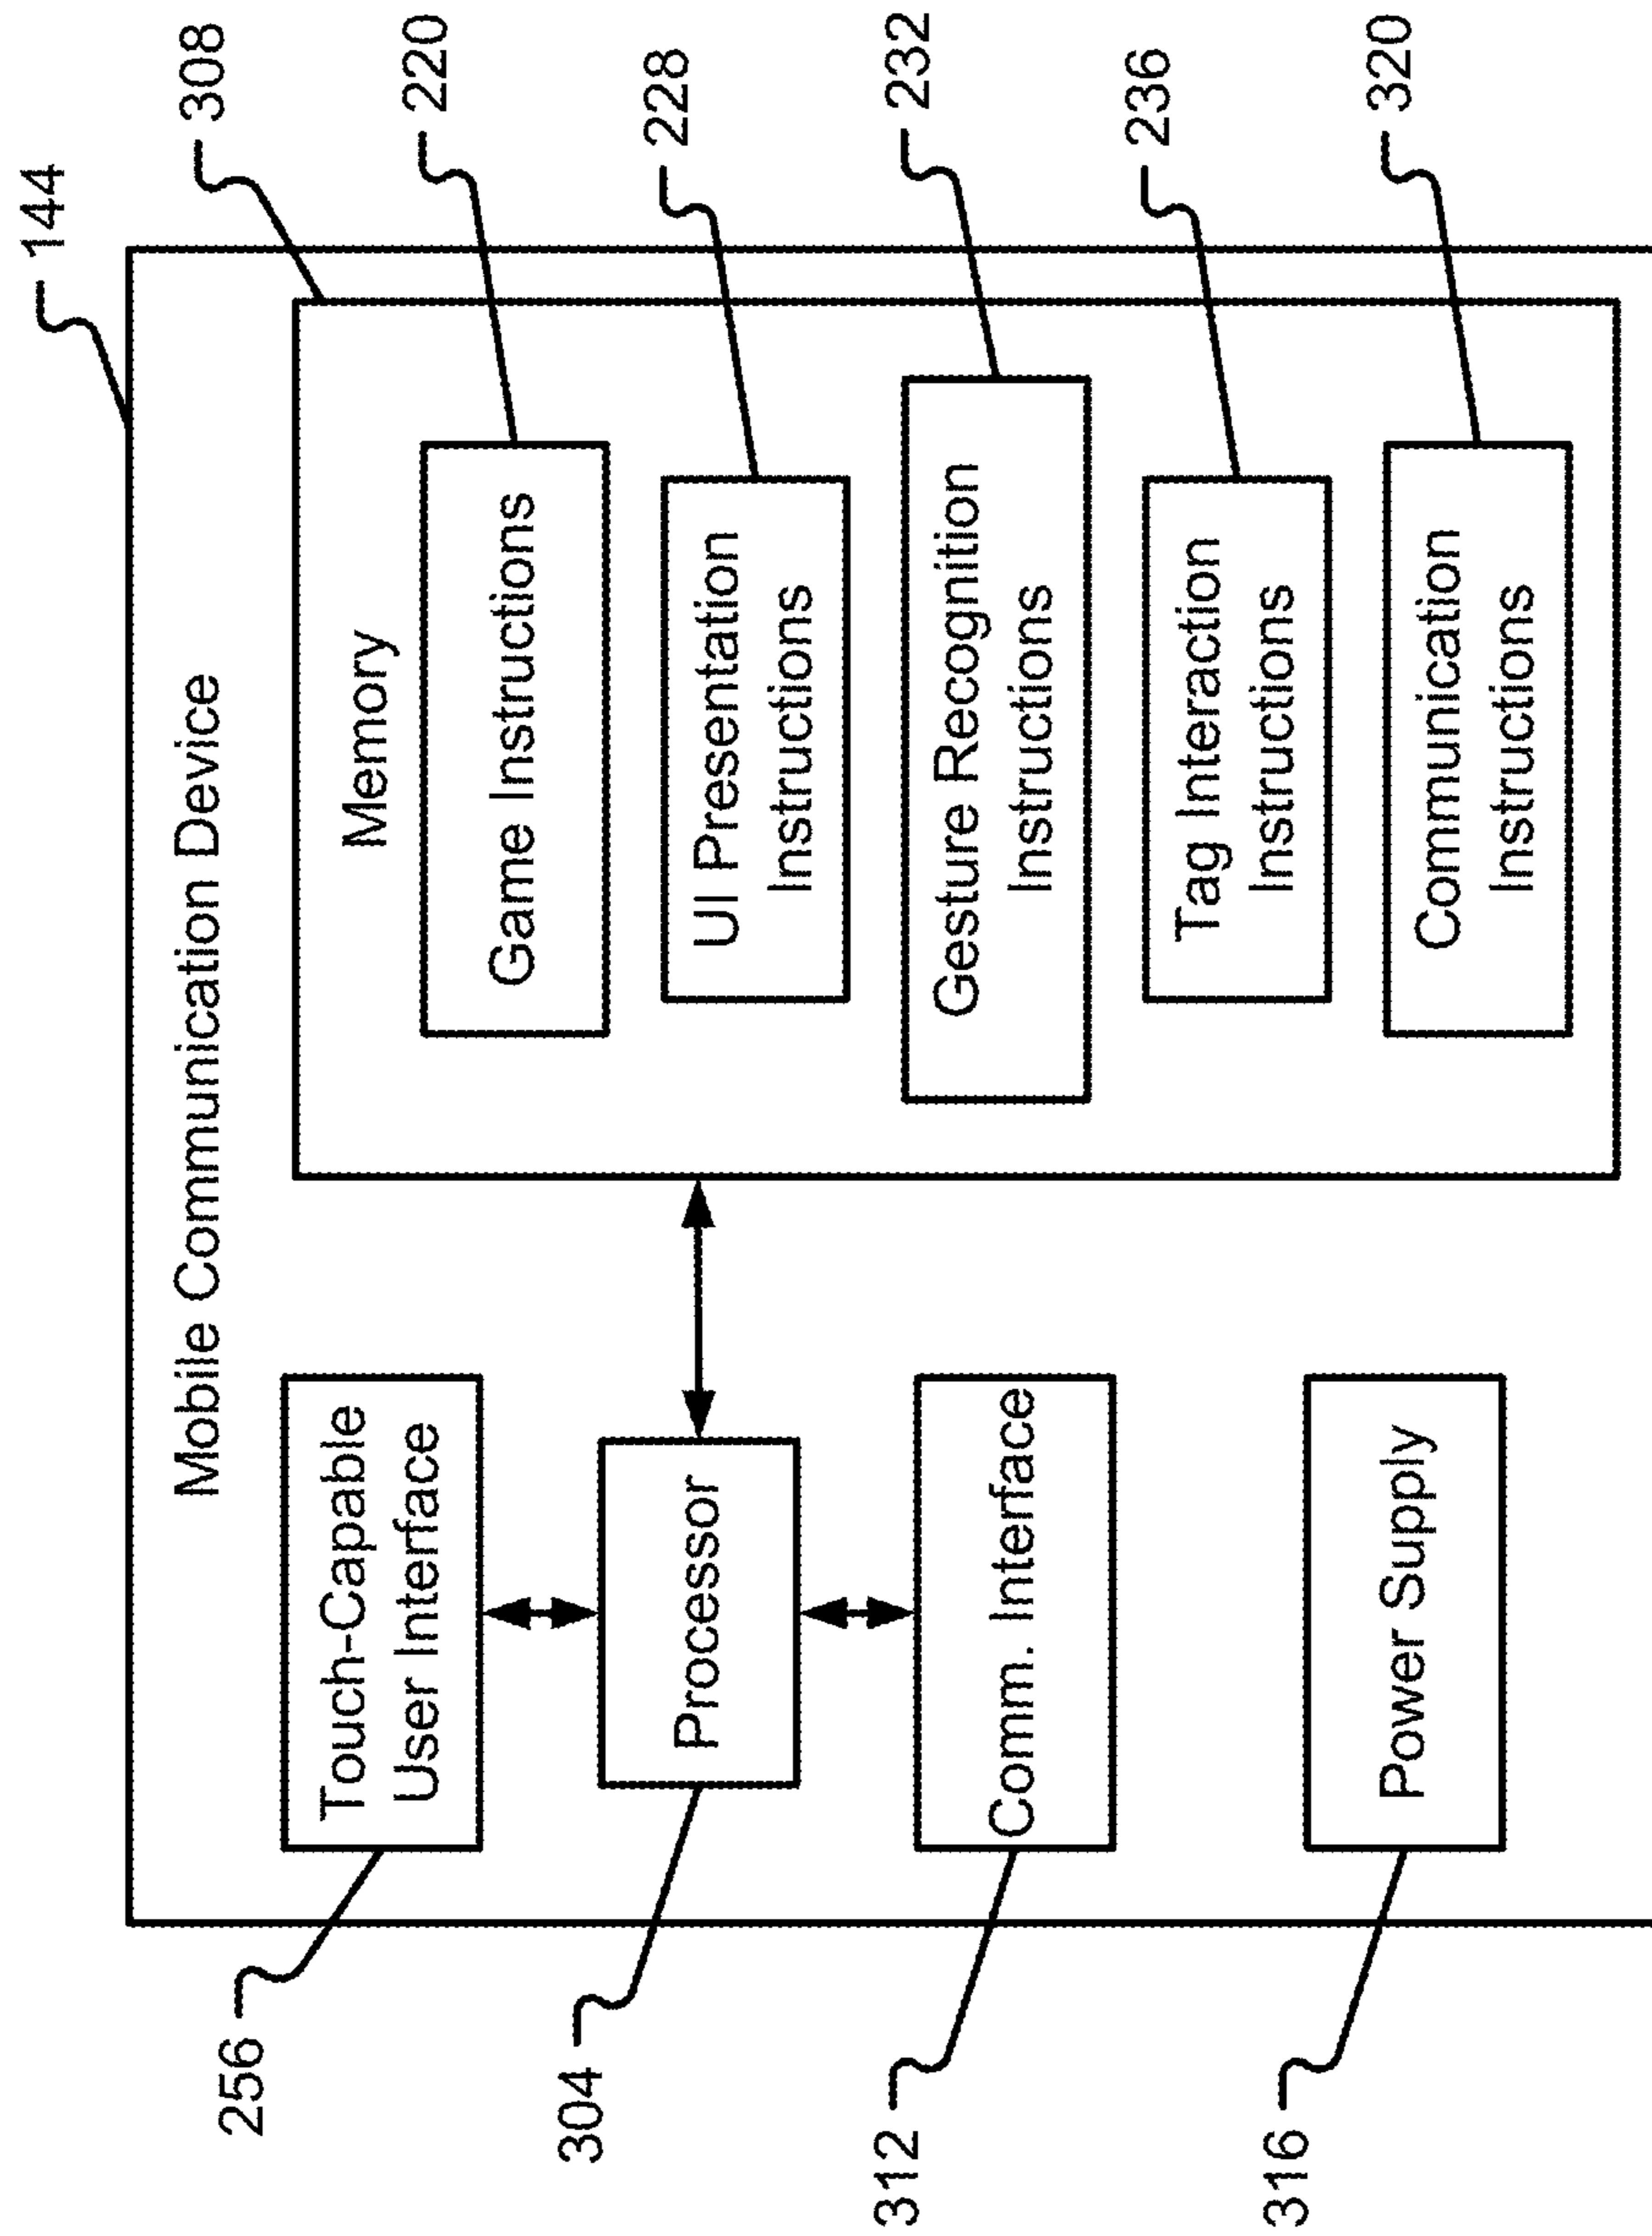 144
Mobile Communication Device
308
256
Touch-Capable
User Interface
304
Processor
312
Comm. Interface
316
Power Supply
Memory
220
Game Instructions
228
UI Presentation
Instructions
232
Gesture Recognition
Instructions
236
Tag Interaction
Instructions
320
Communication
Instructions